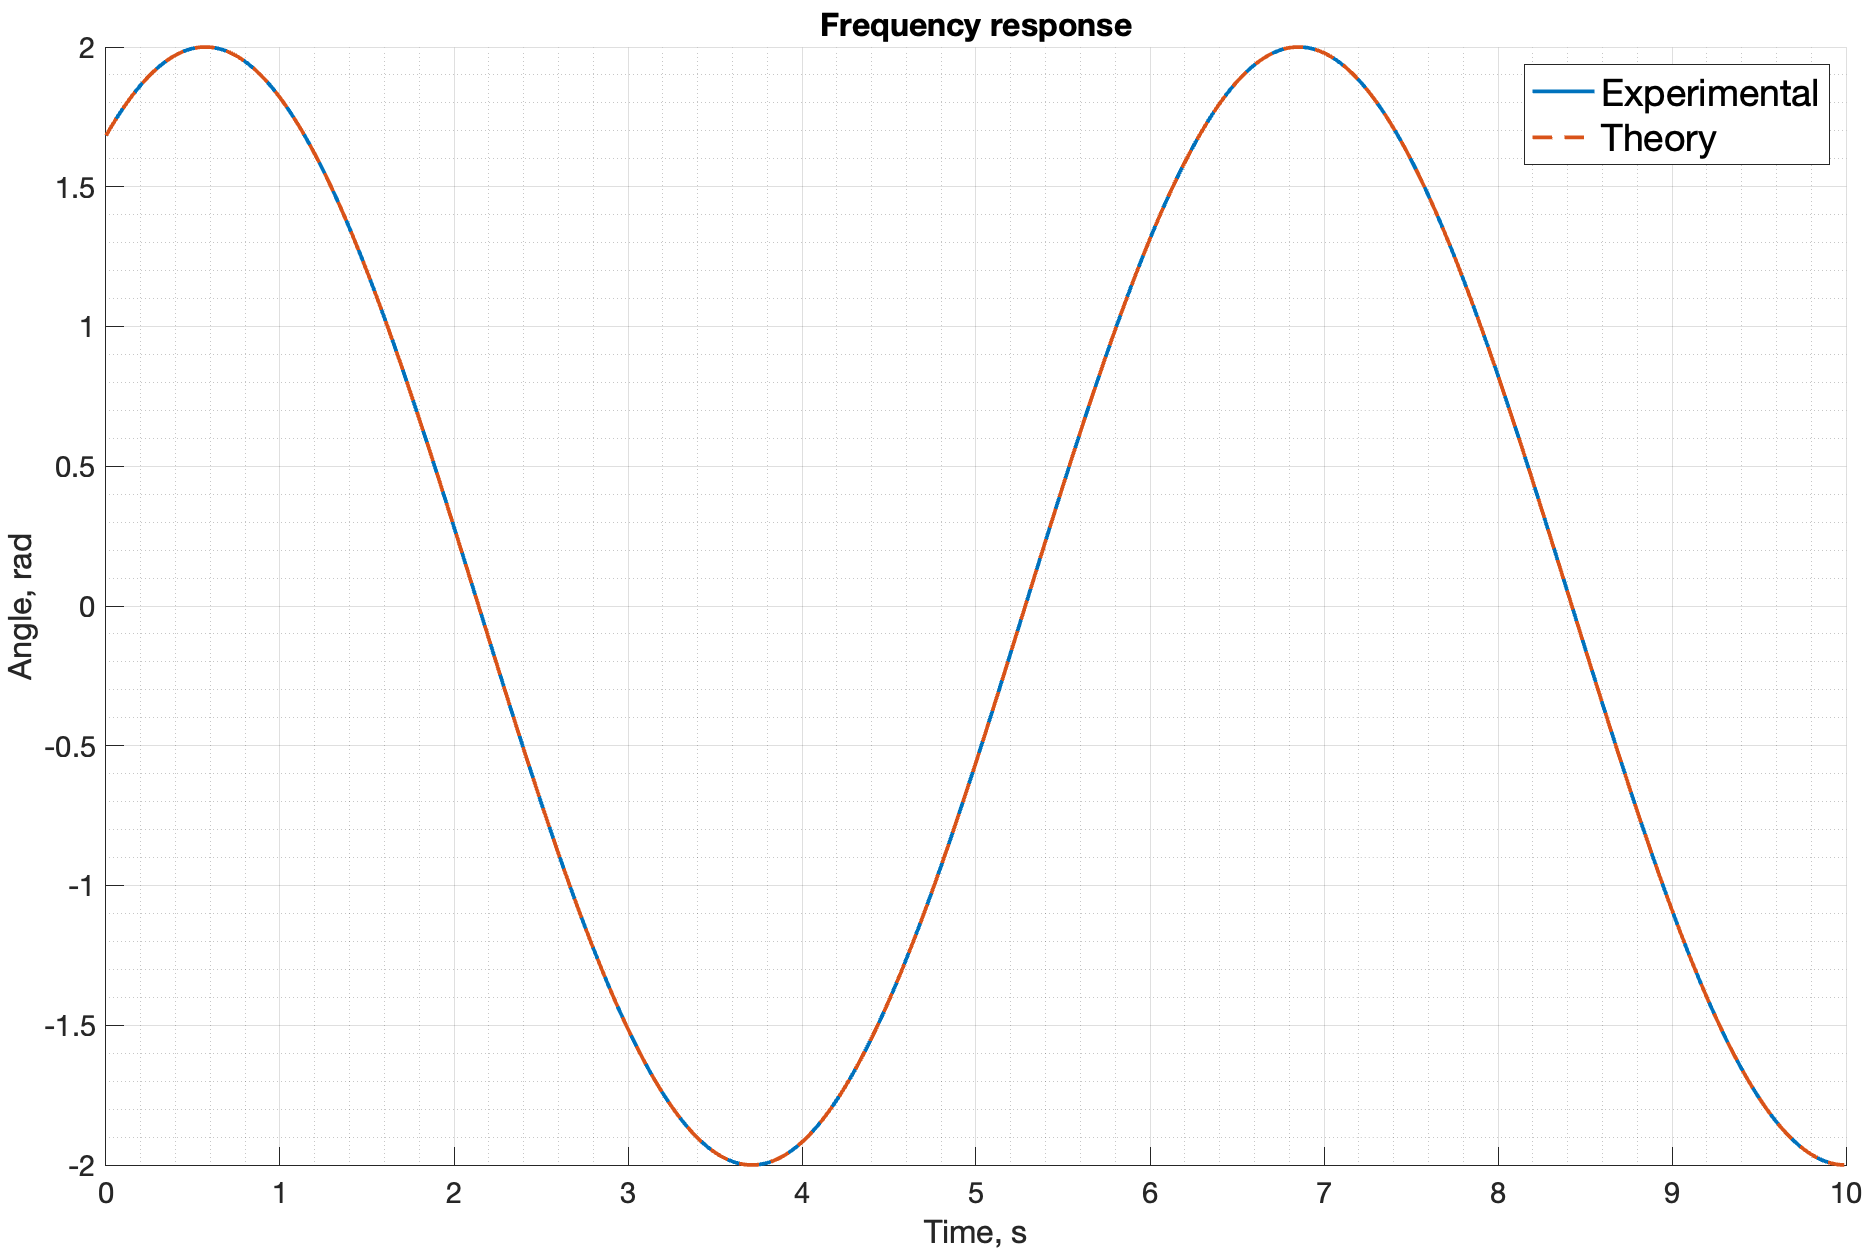 Frequency response
Experimental
Theory
Angle, rad
2
1.5
1
0.5
0
-0.5
-1
-1.5
-2
0 1 2 3 4 5 6 7 8 9 10
Time, s